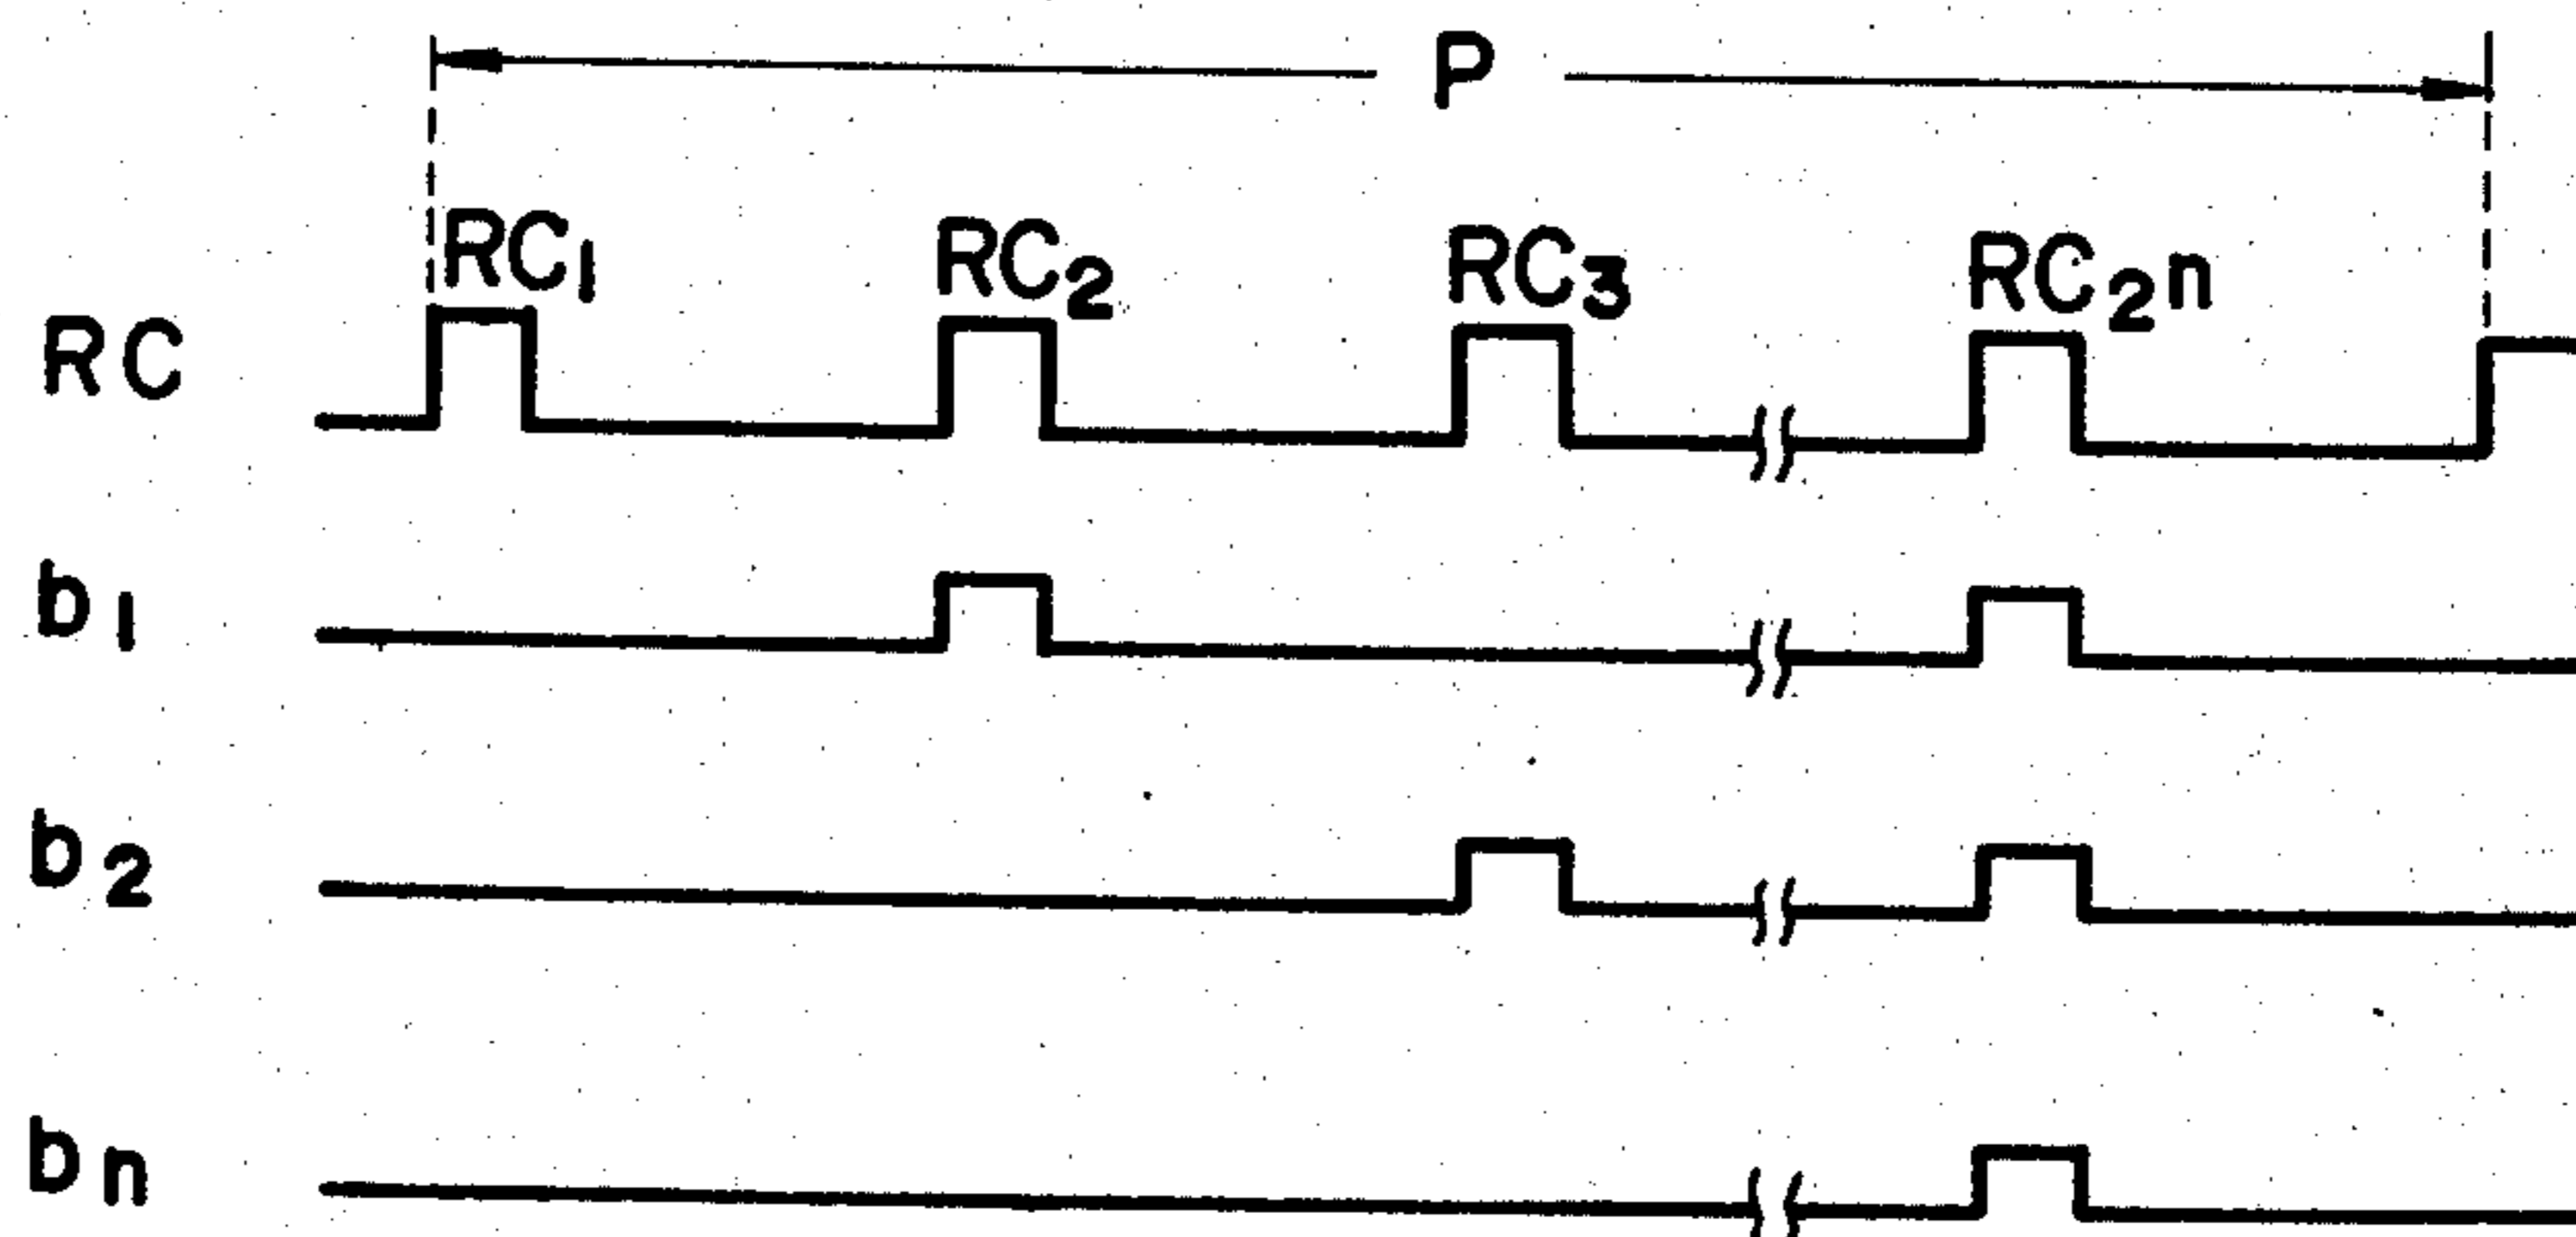 P
RC₁ RC₂ RC₃ RC₂n
RC
b₁
b₂
bn